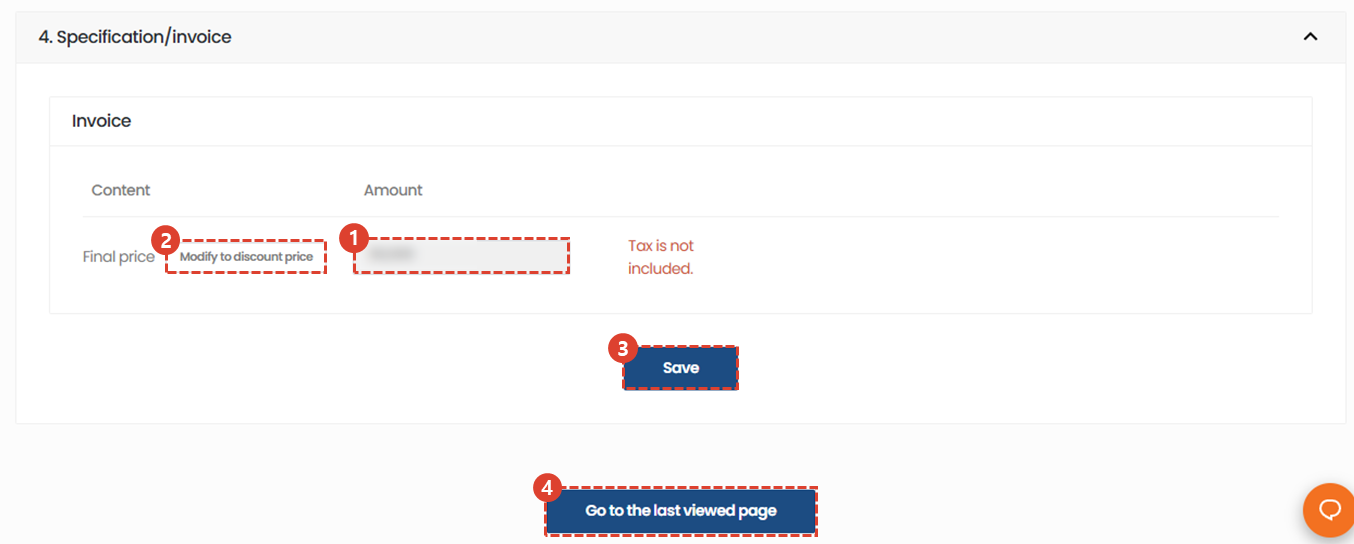 4. Specification/invoice
Invoice
Content Amount
2 1
Final price Modify to discount price Tax is not
included.
3
Save
4
Go to the last viewed page